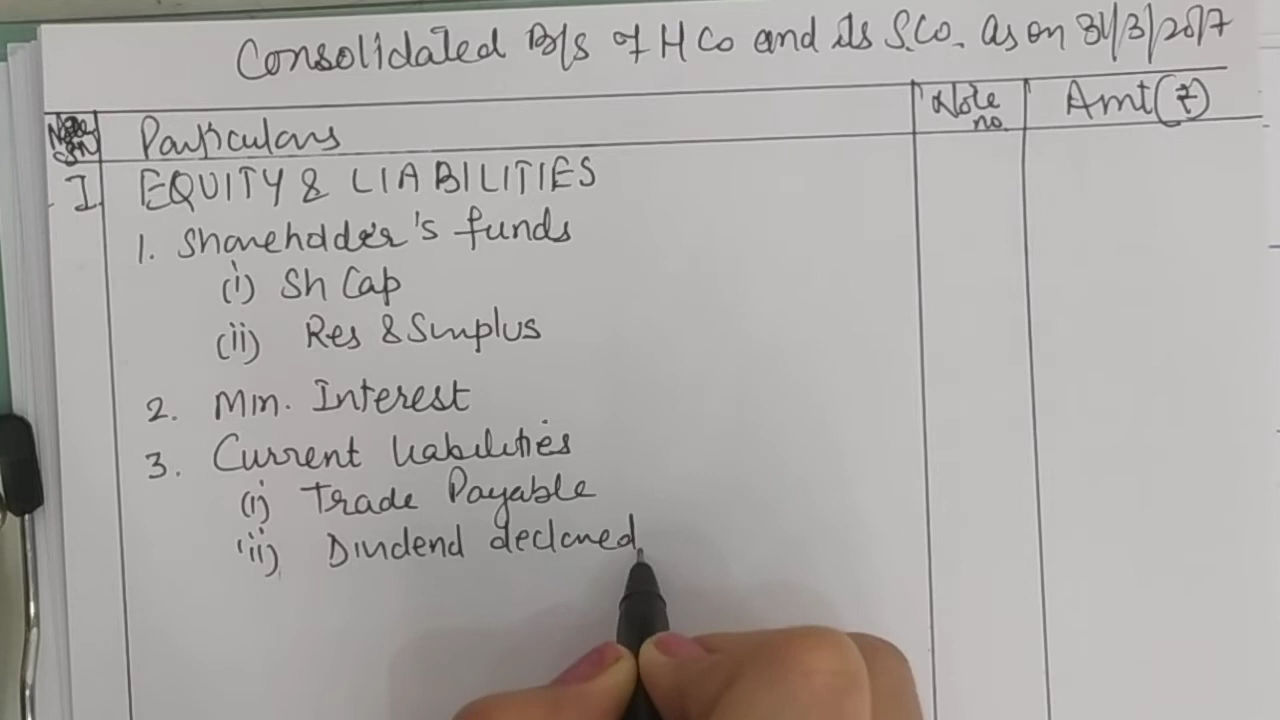 Consolidated B/s of H Co and its S.Co. as on 31/3/2017
SN Particulars Note no. Amt(₹)
I EQUITY & LIABILITIES
1. Shareholder's funds
(i) Sh Cap
(ii) Res & Surplus
2. Min. Interest
3. Current liabilities
(i) Trade Payable
(ii) Dividend declared